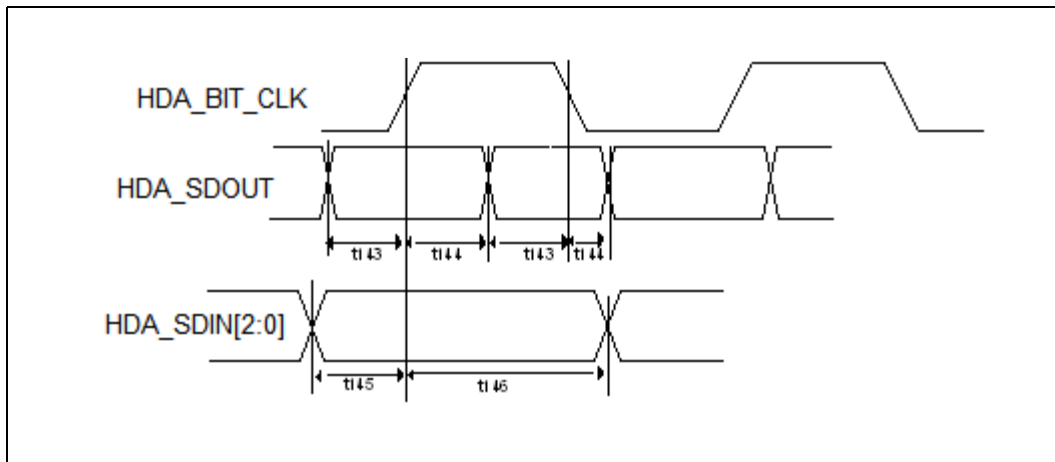 HDA_BIT_CLK
HDA_SDOUT
t143 t144 t143 t144
HDA_SDIN[2:0]
t145 t146